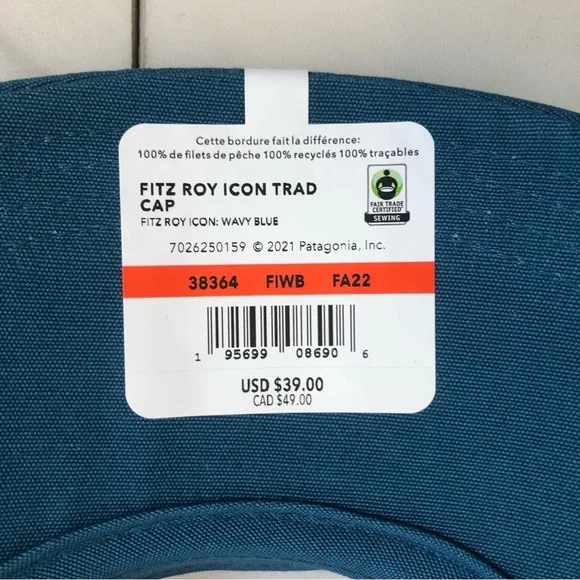 Cette bordure fait la différence:
100% de filets de pêche 100% recyclés 100% traçables
FITZ ROY ICON TRAD
CAP
FITZ ROY ICON: WAVY BLUE
FAIR TRADE
CERTIFIED
SEWING
7026250159 © 2021 Patagonia, Inc.
38364 FIWB FA22
1 95699 08690 6
USD $39.00
CAD $49.00